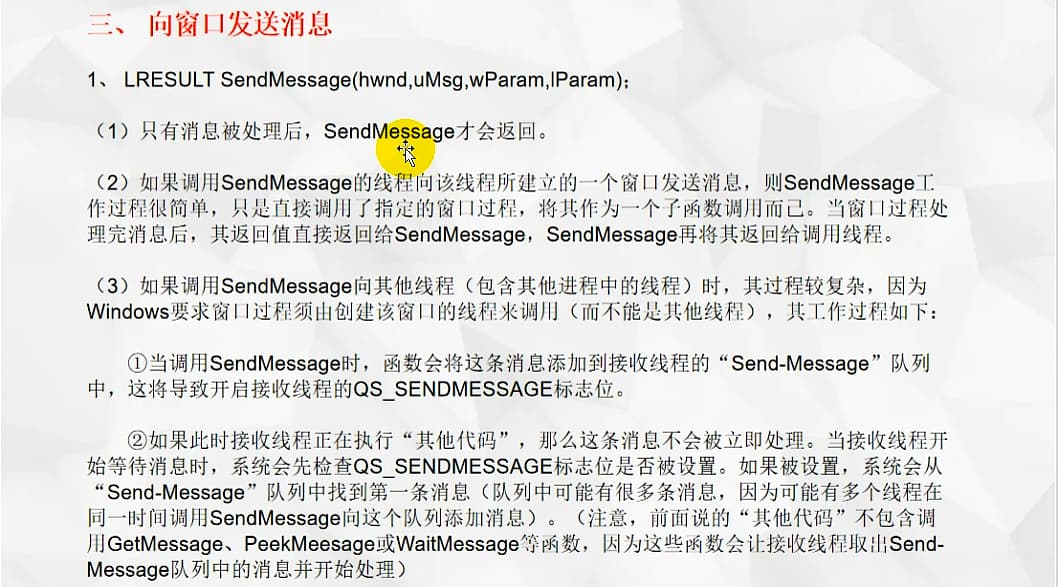 三、 向窗口发送消息
1、 LRESULT SendMessage(hwnd,uMsg,wParam,lParam);
（1）只有消息被处理后，SendMessage才会返回。
（2）如果调用SendMessage的线程向该线程所建立的一个窗口发送消息，则SendMessage工
作过程很简单，只是直接调用了指定的窗口过程，将其作为一个子函数调用而己。当窗口过程处
理完消息后，其返回值直接返回给SendMessage，SendMessage再将其返回给调用线程。
（3）如果调用SendMessage向其他线程（包含其他进程中的线程）时，其过程较复杂，因为
Windows要求窗口过程须由创建该窗口的线程来调用（而不能是其他线程），其工作过程如下：
①当调用SendMessage时，函数会将这条消息添加到接收线程的“Send-Message”队列
中，这将导致开启接收线程的QS_SENDMESSAGE标志位。
②如果此时接收线程正在执行“其他代码”，那么这条消息不会被立即处理。当接收线程开
始等待消息时，系统会先检查QS_SENDMESSAGE标志位是否被设置。如果被设置，系统会从
“Send-Message”队列中找到第一条消息（队列中可能有很多条消息，因为可能有多个线程在
同一时间调用SendMessage向这个队列添加消息）。（注意，前面说的“其他代码”不包含调
用GetMessage、PeekMeesage或WaitMessage等函数，因为这些函数会让接收线程取出Send-
Message队列中的消息并开始处理）